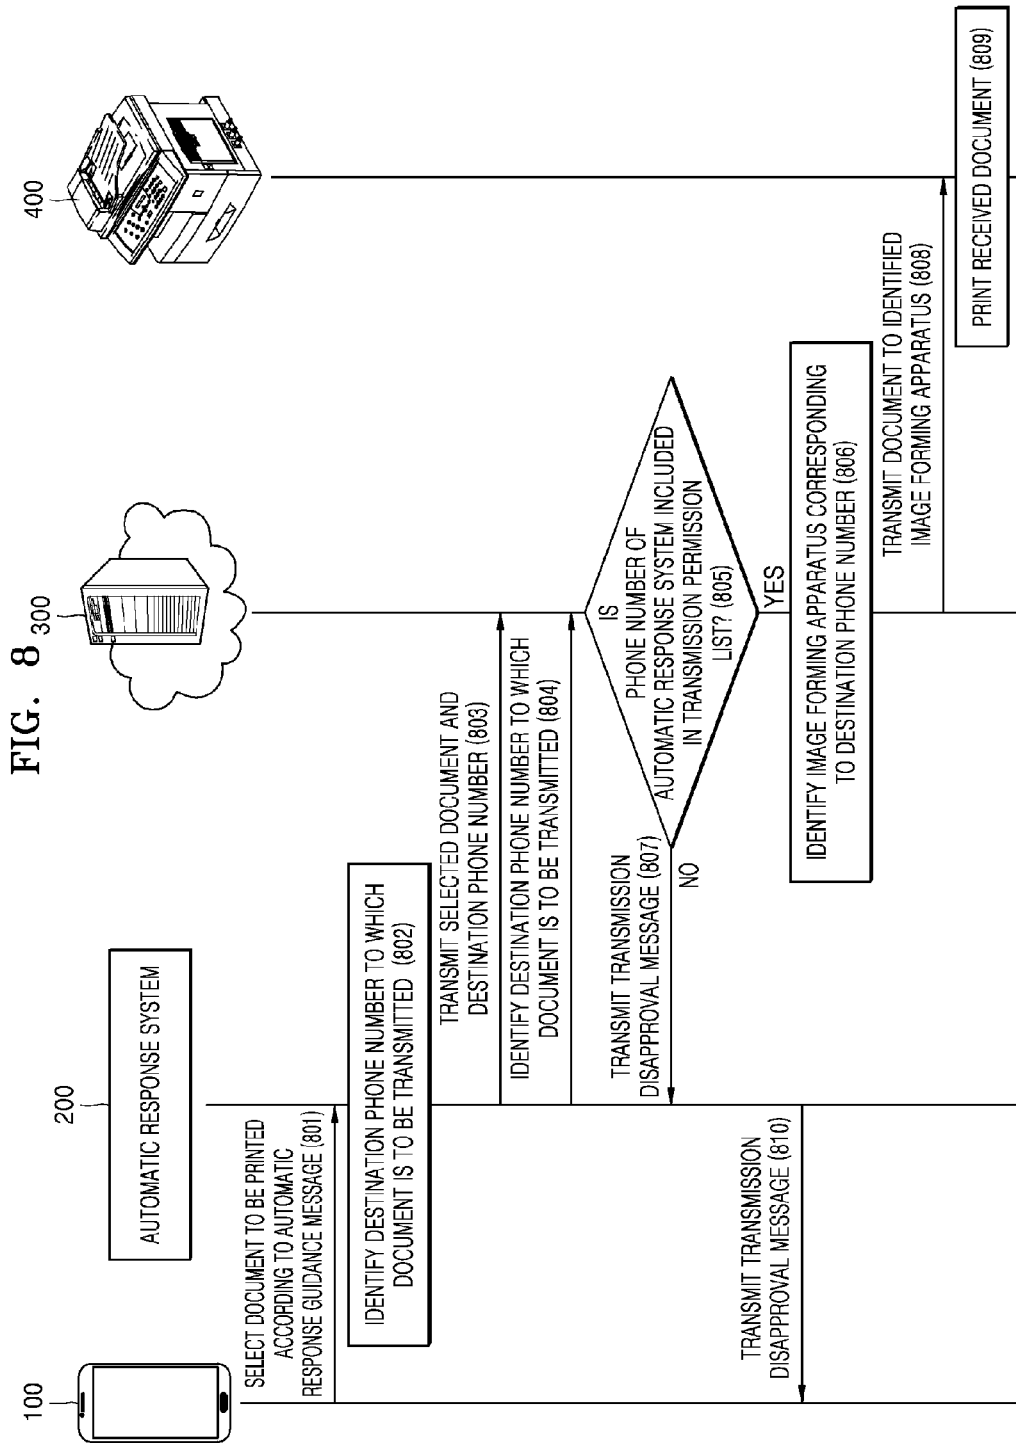 FIG. 8
100
200
300
400
AUTOMATIC RESPONSE SYSTEM
SELECT DOCUMENT TO BE PRINTED
ACCORDING TO AUTOMATIC
RESPONSE GUIDANCE MESSAGE (801)
IDENTIFY DESTINATION PHONE NUMBER TO WHICH
DOCUMENT IS TO BE TRANSMITTED (802)
TRANSMIT SELECTED DOCUMENT AND
DESTINATION PHONE NUMBER (803)
IDENTIFY DESTINATION PHONE NUMBER TO WHICH
DOCUMENT IS TO BE TRANSMITTED (804)
IS
PHONE NUMBER OF
AUTOMATIC RESPONSE SYSTEM INCLUDED
IN TRANSMISSION PERMISSION
LIST? (805)
TRANSMIT TRANSMISSION
DISAPPROVAL MESSAGE (807)
NO
YES
TRANSMIT TRANSMISSION
DISAPPROVAL MESSAGE (810)
IDENTIFY IMAGE FORMING APPARATUS CORRESPONDING
TO DESTINATION PHONE NUMBER (806)
TRANSMIT DOCUMENT TO IDENTIFIED
IMAGE FORMING APPARATUS (808)
PRINT RECEIVED DOCUMENT (809)